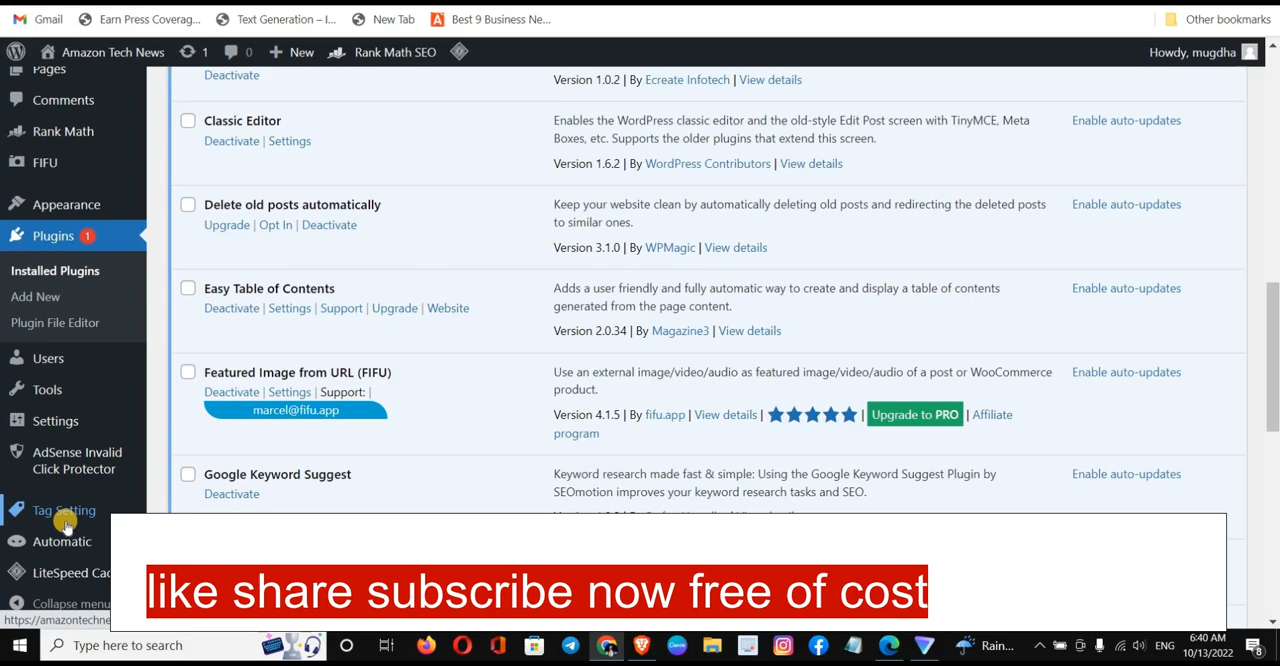 Gmail Earn Press Coverag... Text Generation – I... New Tab Best 9 Business Ne... Other bookmarks
Amazon Tech News 1 0 New Rank Math SEO Howdy, mugdha
Pages
Comments
Rank Math
FIFU
Appearance
Plugins 1
Installed Plugins
Add New
Plugin File Editor
Users
Tools
Settings
AdSense Invalid
Click Protector
Tag Setting
Automatic
LiteSpeed Cac
Collapse menu
Deactivate
Version 1.0.2 | By Ecreate Infotech | View details
Classic Editor
Deactivate | Settings
Enables the WordPress classic editor and the old-style Edit Post screen with TinyMCE, Meta
Boxes, etc. Supports the older plugins that extend this screen.
Version 1.6.2 | By WordPress Contributors | View details
Enable auto-updates
Delete old posts automatically
Upgrade | Opt In | Deactivate
Keep your website clean by automatically deleting old posts and redirecting the deleted posts
to similar ones.
Version 3.1.0 | By WPMagic | View details
Enable auto-updates
Easy Table of Contents
Deactivate | Settings | Support | Upgrade | Website
Adds a user friendly and fully automatic way to create and display a table of contents
generated from the page content.
Version 2.0.34 | By Magazine3 | View details
Enable auto-updates
Featured Image from URL (FIFU)
Deactivate | Settings | Support: |
marcel@fifu.app
Use an external image/video/audio as featured image/video/audio of a post or WooCommerce
product.
Version 4.1.5 | By fifu.app | View details | | Upgrade to PRO | Affiliate
program
Enable auto-updates
Google Keyword Suggest
Deactivate
Keyword research made fast & simple: Using the Google Keyword Suggest Plugin by
SEOmotion improves your keyword research tasks and SEO.
Enable auto-updates
like share subscribe now free of cost
https://amazontechne
Type here to search Rain... ENG 6:40 AM
10/13/2022 8